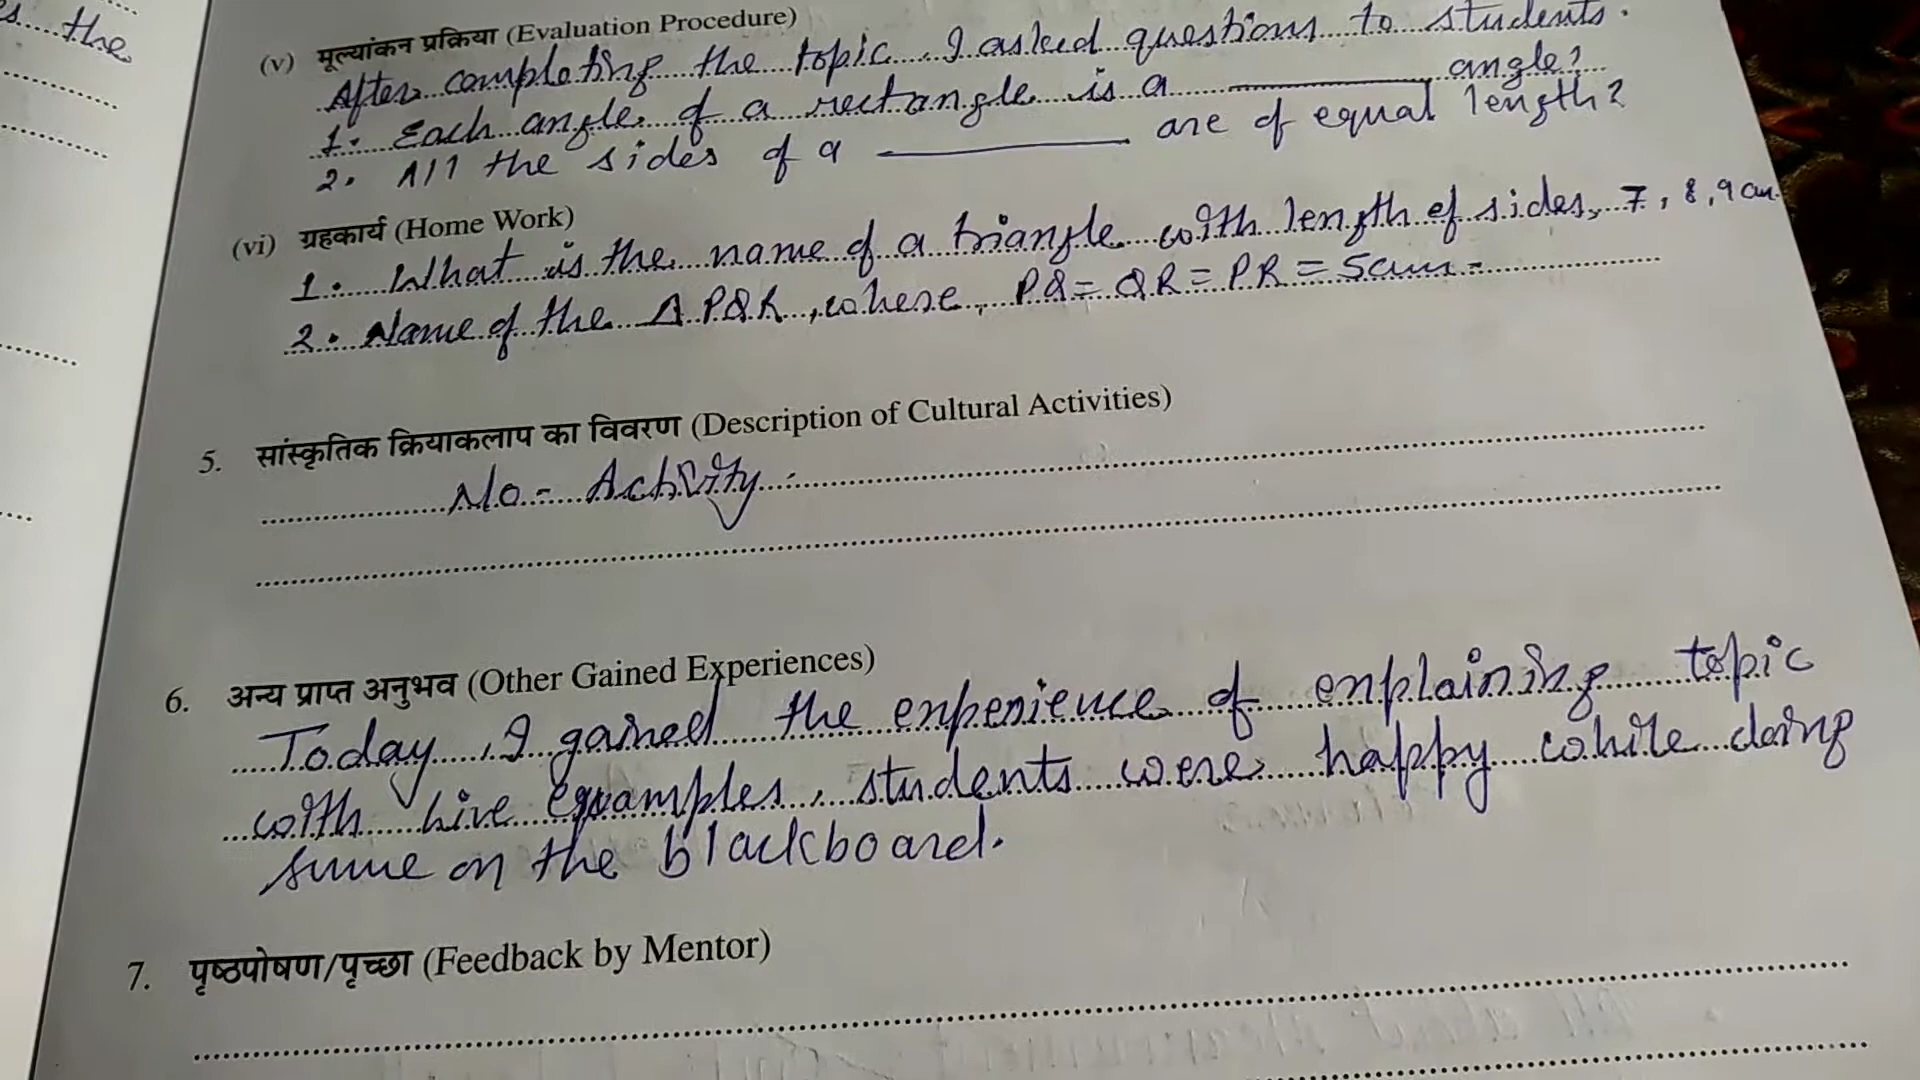 s the
(v) मूल्यांकन प्रक्रिया (Evaluation Procedure)
After completing the topic. I asked questions to students.
1. Each angle of a rectangle is a ________ angle?
2. All the sides of a ________ are of equal length?
(vi) ग्रहकार्य (Home Work)
1. What is the name of a triangle with length of sides, 7, 8, 9 cm.
2. Name of the Δ PQR, where, PQ = QR = PR = 5cm.
5. सांस्कृतिक क्रियाकलाप का विवरण (Description of Cultural Activities)
No - Activity
6. अन्य प्राप्त अनुभव (Other Gained Experiences)
Today, I gained the experience of explaining topic
with live examples, students were happy while doing
same on the blackboard.
7. पृष्ठपोषण/पृच्छा (Feedback by Mentor)